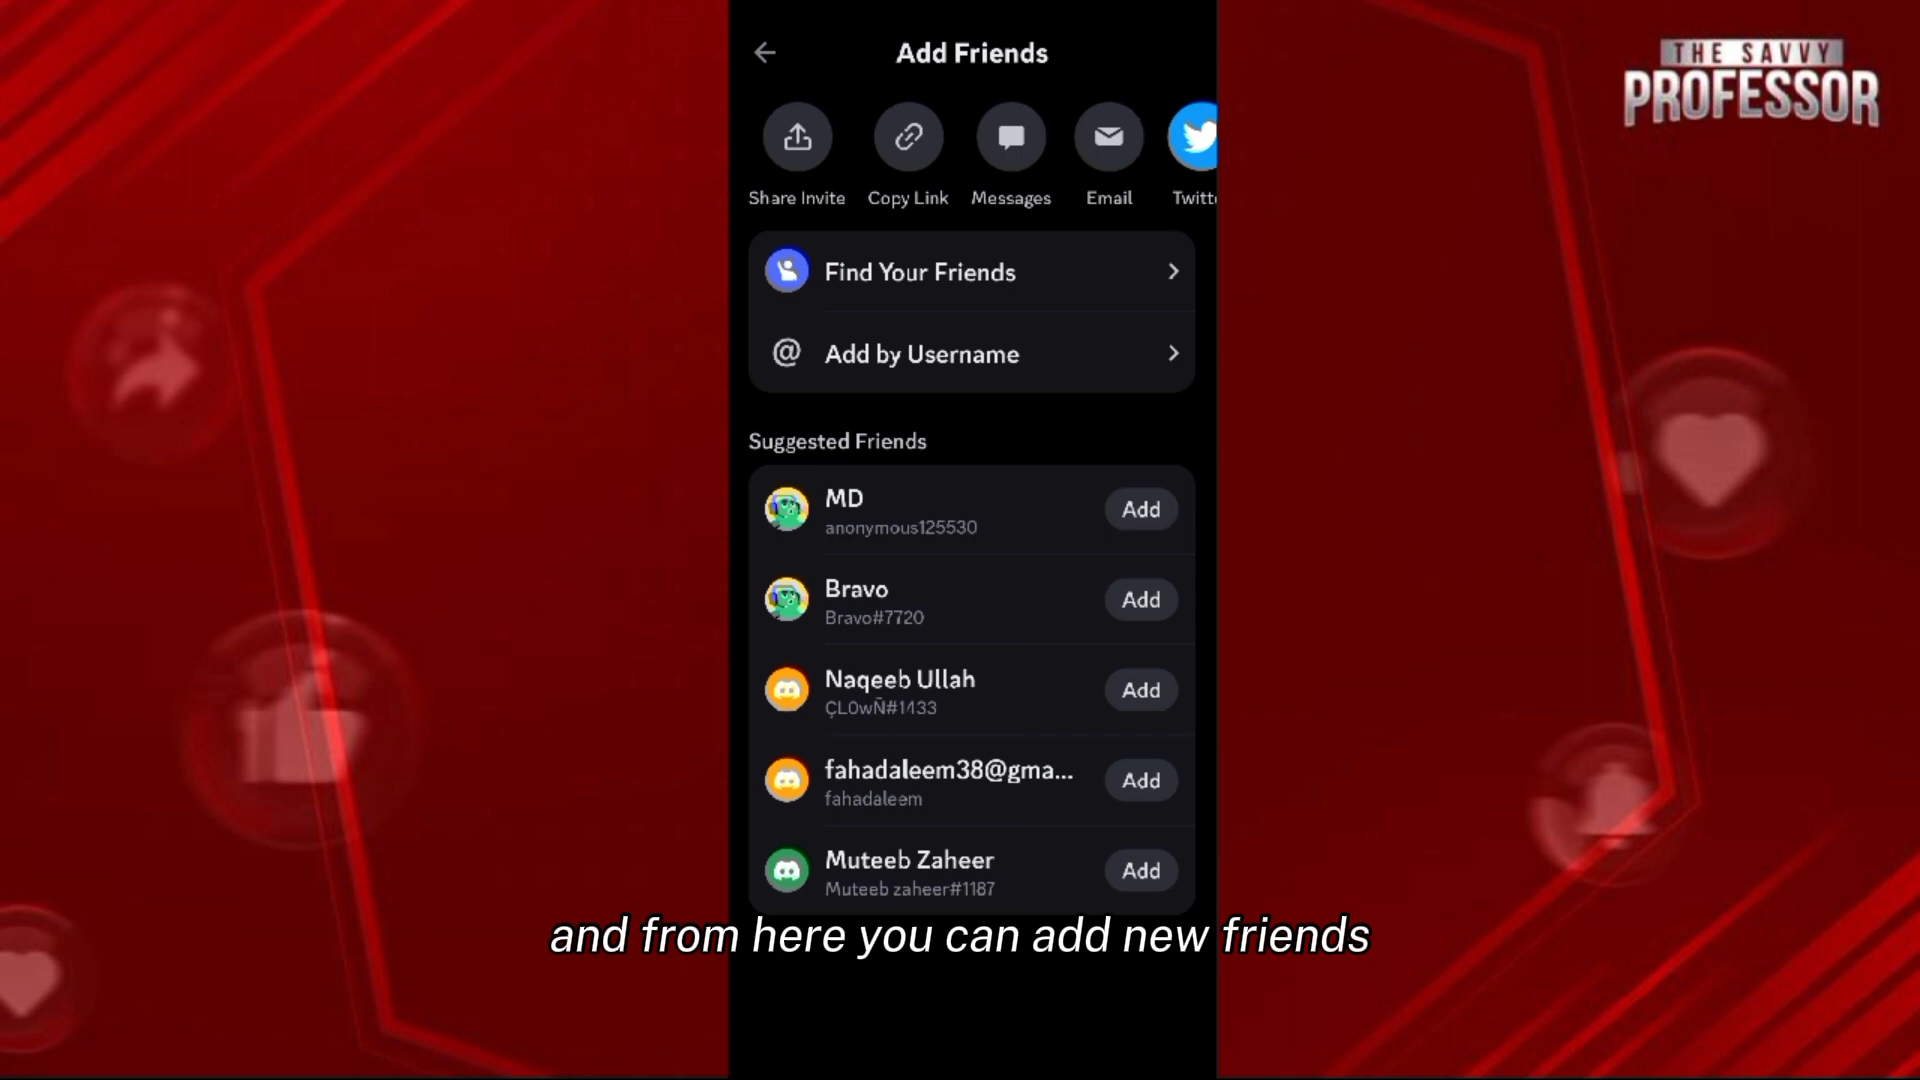 THE SAVVY
PROFESSOR
Add Friends
Share Invite
Copy Link
Messages
Email
Twitt
Find Your Friends
@ Add by Username
Suggested Friends
MD
anonymous125530
Add
Bravo
Bravo#7720
Add
Naqeeb Ullah
ÇL0wÑ#1433
Add
fahadaleem38@gma...
fahadaleem
Add
Muteeb Zaheer
Muteeb zaheer#1187
Add
and from here you can add new friends